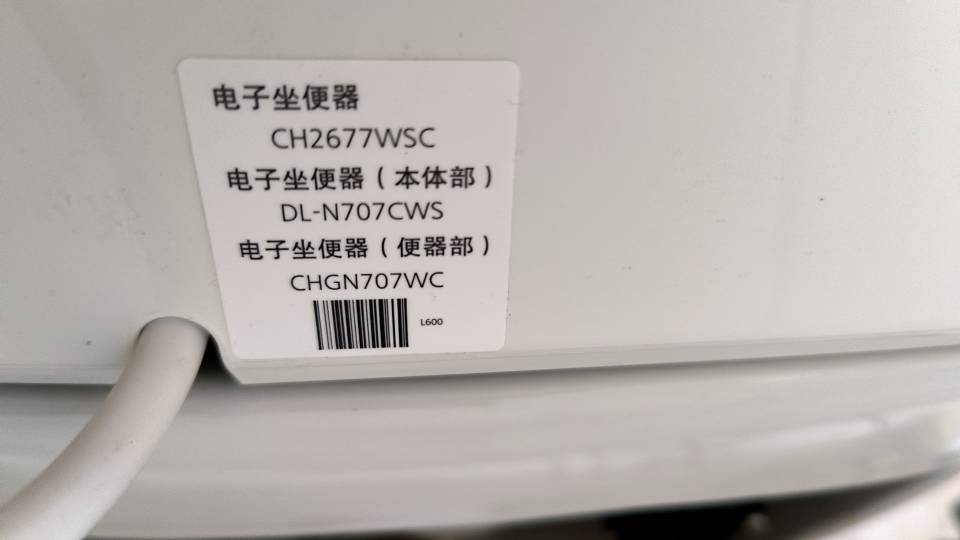 电子坐便器
CH2677WSC
电子坐便器（本体部）
DL-N707CWS
电子坐便器（便器部）
CHGN707WC
L600